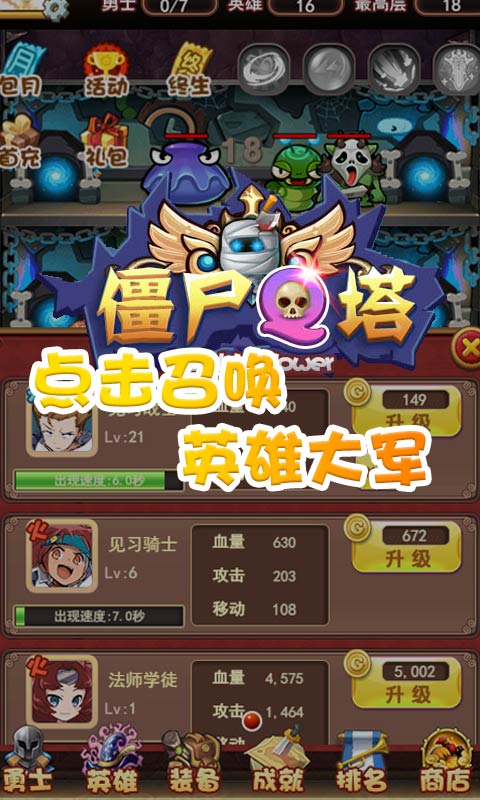 勇士 0/7 英雄 16 最高层 18
包月 活动 终生
首充 礼包 18
僵尸Q塔
点击召唤
英雄大军
Lv:21 149 升级
出现速度:6.0秒
见习骑士 血量 630 672
Lv:6 攻击 203 升级
出现速度:7.0秒 移动 108
法师学徒 血量 4,575 5,002
Lv:1 攻击 1,464 升级
移动
勇士 英雄 装备 成就 排名 商店